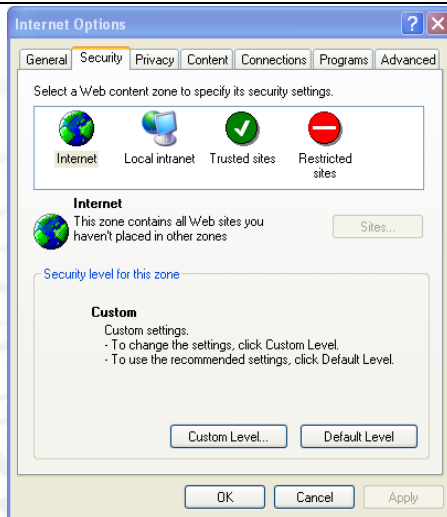 Internet Options
General Security Privacy Content Connections Programs Advanced
Select a Web content zone to specify its security settings.
Internet Local intranet Trusted sites Restricted sites
Internet
This zone contains all Web sites you
haven't placed in other zones
Sites...
Security level for this zone
Custom
Custom settings.
- To change the settings, click Custom Level.
- To use the recommended settings, click Default Level.
Custom Level... Default Level
OK Cancel Apply